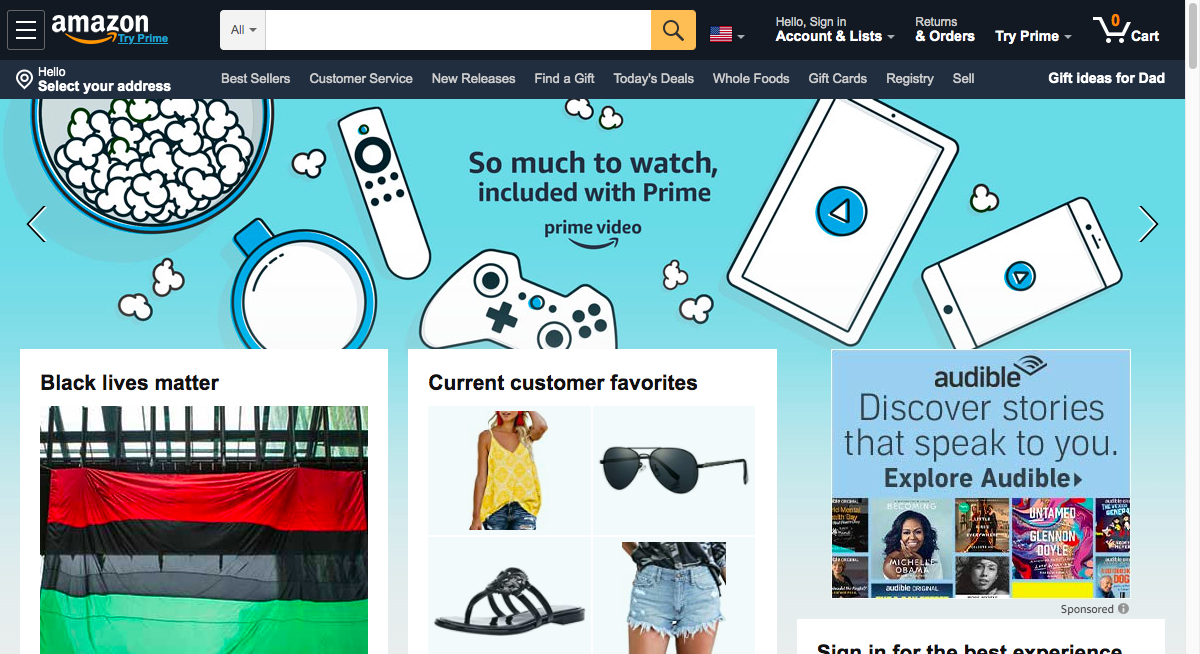 amazon
Try Prime
All
Hello, Sign in
Account & Lists
Returns
& Orders
Try Prime
0
Cart
Hello
Select your address
Best Sellers
Customer Service
New Releases
Find a Gift
Today's Deals
Whole Foods
Gift Cards
Registry
Sell
Gift ideas for Dad
So much to watch,
included with Prime
prime video
Black lives matter
Current customer favorites
audible
Discover stories
that speak to you.
Explore Audible
BECOMING
MICHELLE
OBAMA
audible ORIGINAL
UNTAMED
GLENNON
DOYLE
Sponsored
Sign in for the best experience